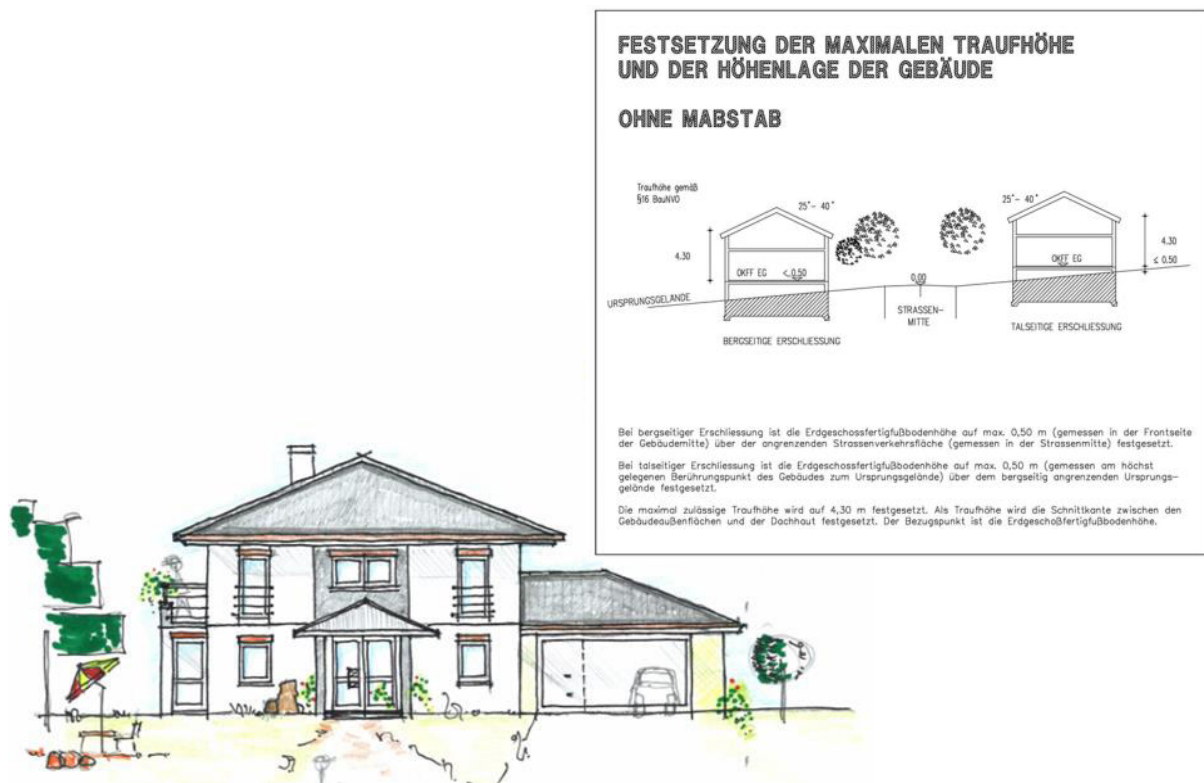 FESTSETZUNG DER MAXIMALEN TRAUFHÖHE
UND DER HÖHENLAGE DER GEBÄUDE
OHNE MAßSTAB
Traufhöhe gemäß
§16 BauNVO
25°- 40°
25°- 40°
4.30
OKFF EG
< 0.50
0.00
OKFF EG
4.30
≤ 0.50
URSPRUNGSGELÄNDE
STRASSEN-
MITTE
BERGSEITIGE ERSCHLIESSUNG
TALSEITIGE ERSCHLIESSUNG
Bei bergseitiger Erschliessung ist die Erdgeschossfertigfußbodenhöhe auf max. 0,50 m (gemessen in der Frontseite
der Gebäudemitte) über der angrenzenden Strassenverkehrsfläche (gemessen in der Strassenmitte) festgesetzt.
Bei talseitiger Erschliessung ist die Erdgeschossfertigfußbodenhöhe auf max. 0,50 m (gemessen am höchst
gelegenen Berührungspunkt des Gebäudes zum Ursprungsgelände) über dem bergseitig angrenzenden Ursprungs-
gelände festgesetzt.
Die maximal zulässige Traufhöhe wird auf 4,30 m festgesetzt. Als Traufhöhe wird die Schnittkante zwischen den
Gebäudeaußenflächen und der Dachhaut festgesetzt. Der Bezugspunkt ist die Erdgeschoßfertigfußbodenhöhe.